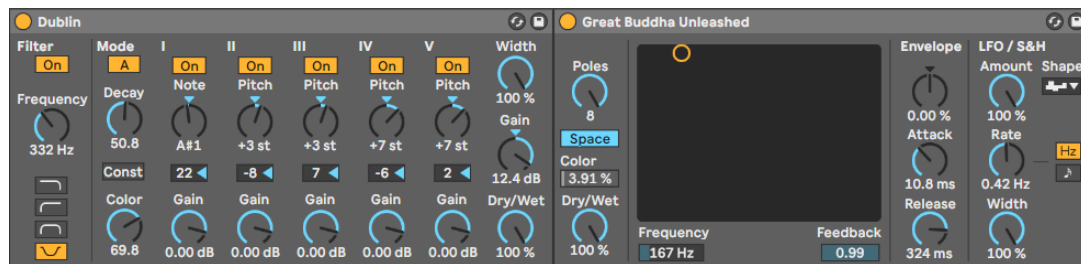 Dublin
Filter
On
Frequency
332 Hz
Mode
A
Decay
50.8
Const
Color
69.8
I
On
Note
A#1
22
Gain
0.00 dB
II
On
Pitch
+3 st
-8
Gain
0.00 dB
III
On
Pitch
+3 st
7
Gain
0.00 dB
IV
On
Pitch
+7 st
-6
Gain
0.00 dB
V
On
Pitch
+7 st
2
Gain
0.00 dB
Width
100 %
Gain
12.4 dB
Dry/Wet
100 %
Great Buddha Unleashed
Poles
8
Space
Color
3.91 %
Dry/Wet
100 %
Frequency
167 Hz
Feedback
0.99
Envelope
0.00 %
Attack
10.8 ms
Release
324 ms
LFO / S&H
Amount
100 %
Shape
Rate
0.42 Hz
Hz
Width
100 %